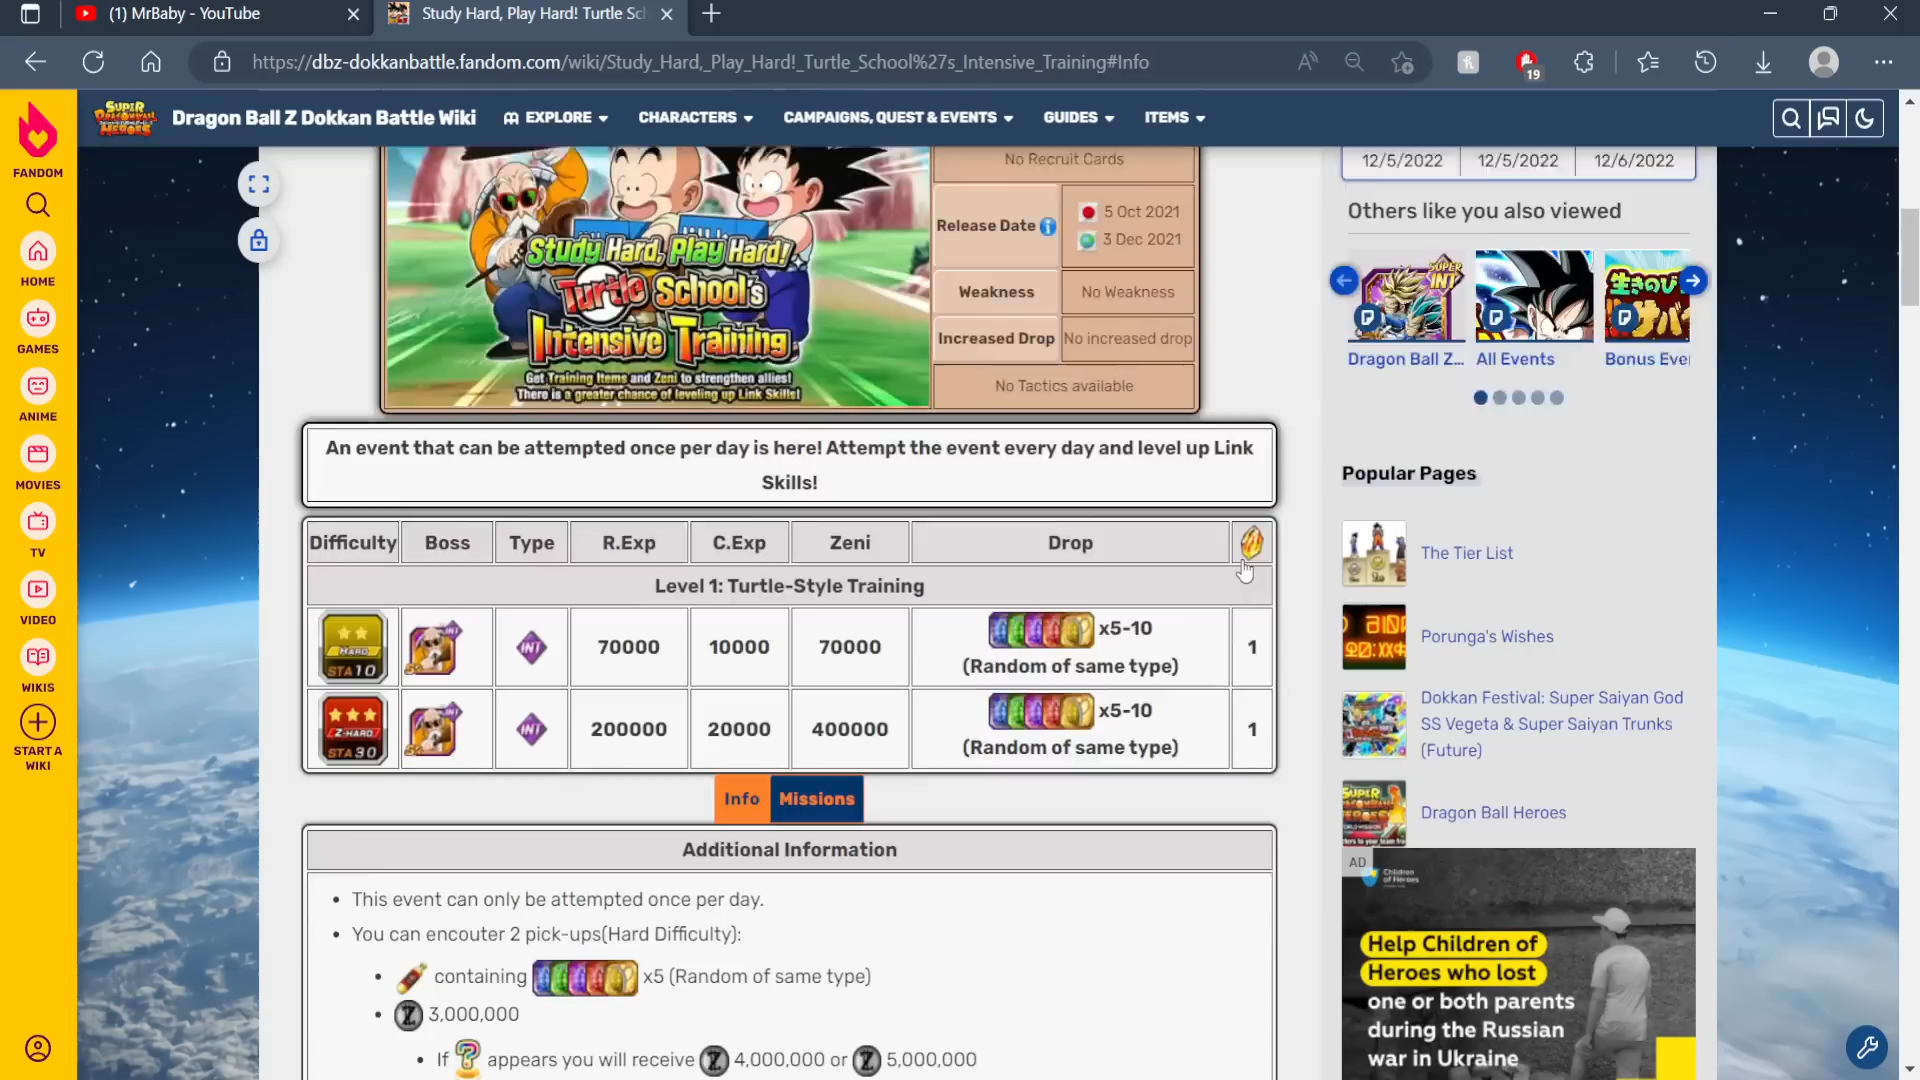 (1) MrBaby - YouTube
Study Hard, Play Hard! Turtle Sch
https://dbz-dokkanbattle.fandom.com/wiki/Study_Hard,_Play_Hard!_Turtle_School%27s_Intensive_Training#Info
19
FANDOM
HOME
GAMES
ANIME
MOVIES
TV
VIDEO
WIKIS
START A
WIKI
Dragon Ball Z Dokkan Battle Wiki
EXPLORE
CHARACTERS
CAMPAIGNS, QUEST & EVENTS
GUIDES
ITEMS
Study Hard, Play Hard!
Turtle School's
Intensive Training
Get Training Items and Zeni to strengthen allies!
There is a greater chance of leveling up Link Skills!
No Recruit Cards
Release Date
5 Oct 2021
3 Dec 2021
Weakness
No Weakness
Increased Drop
No increased drop
No Tactics available
An event that can be attempted once per day is here! Attempt the event every day and level up Link
Skills!
Difficulty Boss Type R.Exp C.Exp Zeni Drop
Level 1: Turtle-Style Training
HARD
STA 10
INT
INT
70000 10000 70000
x5-10
(Random of same type)
1
Z-HARD
STA 30
INT
INT
200000 20000 400000
x5-10
(Random of same type)
1
Info Missions
Additional Information
• This event can only be attempted once per day.
• You can encouter 2 pick-ups(Hard Difficulty):
• containing x5 (Random of same type)
• Z 3,000,000
• If ? appears you will receive Z 4,000,000 or Z 5,000,000
12/5/2022 12/5/2022 12/6/2022
Others like you also viewed
SUPER
INT
Dragon Ball Z...
All Events
Bonus Eve
Popular Pages
The Tier List
Porunga's Wishes
Dokkan Festival: Super Saiyan God
SS Vegeta & Super Saiyan Trunks
(Future)
Dragon Ball Heroes
AD
Children
of Heroes
Help Children of
Heroes who lost
one or both parents
during the Russian
war in Ukraine